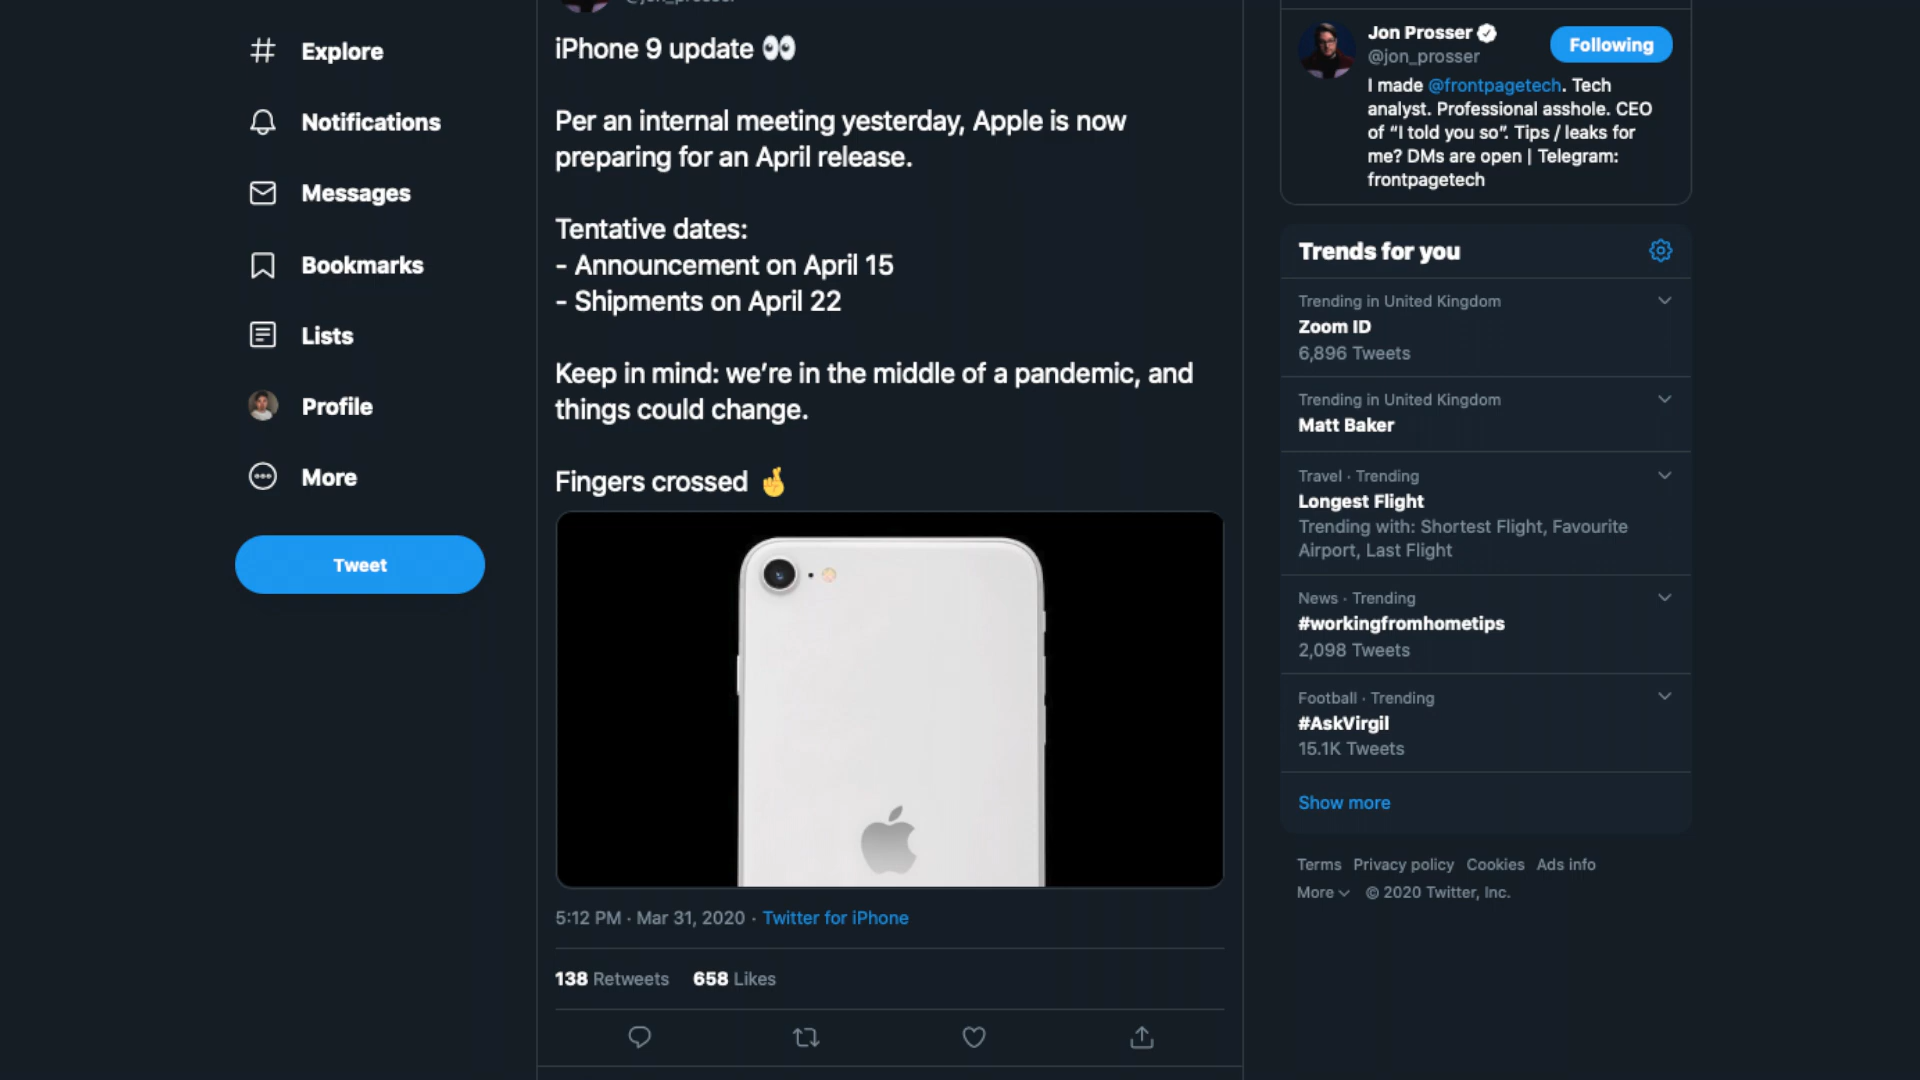 Explore
Notifications
Messages
Bookmarks
Lists
Profile
More
Tweet
iPhone 9 update 👀
Per an internal meeting yesterday, Apple is now
preparing for an April release.
Tentative dates:
- Announcement on April 15
- Shipments on April 22
Keep in mind: we’re in the middle of a pandemic, and
things could change.
Fingers crossed 🤞
5:12 PM · Mar 31, 2020 · Twitter for iPhone
138 Retweets 658 Likes
Jon Prosser
@jon_prosser
Following
I made @frontpagetech. Tech
analyst. Professional asshole. CEO
of “I told you so”. Tips / leaks for
me? DMs are open | Telegram:
frontpagetech
Trends for you
Trending in United Kingdom
Zoom ID
6,896 Tweets
Trending in United Kingdom
Matt Baker
Travel · Trending
Longest Flight
Trending with: Shortest Flight, Favourite
Airport, Last Flight
News · Trending
#workingfromhometips
2,098 Tweets
Football · Trending
#AskVirgil
15.1K Tweets
Show more
Terms Privacy policy Cookies Ads info
More © 2020 Twitter, Inc.